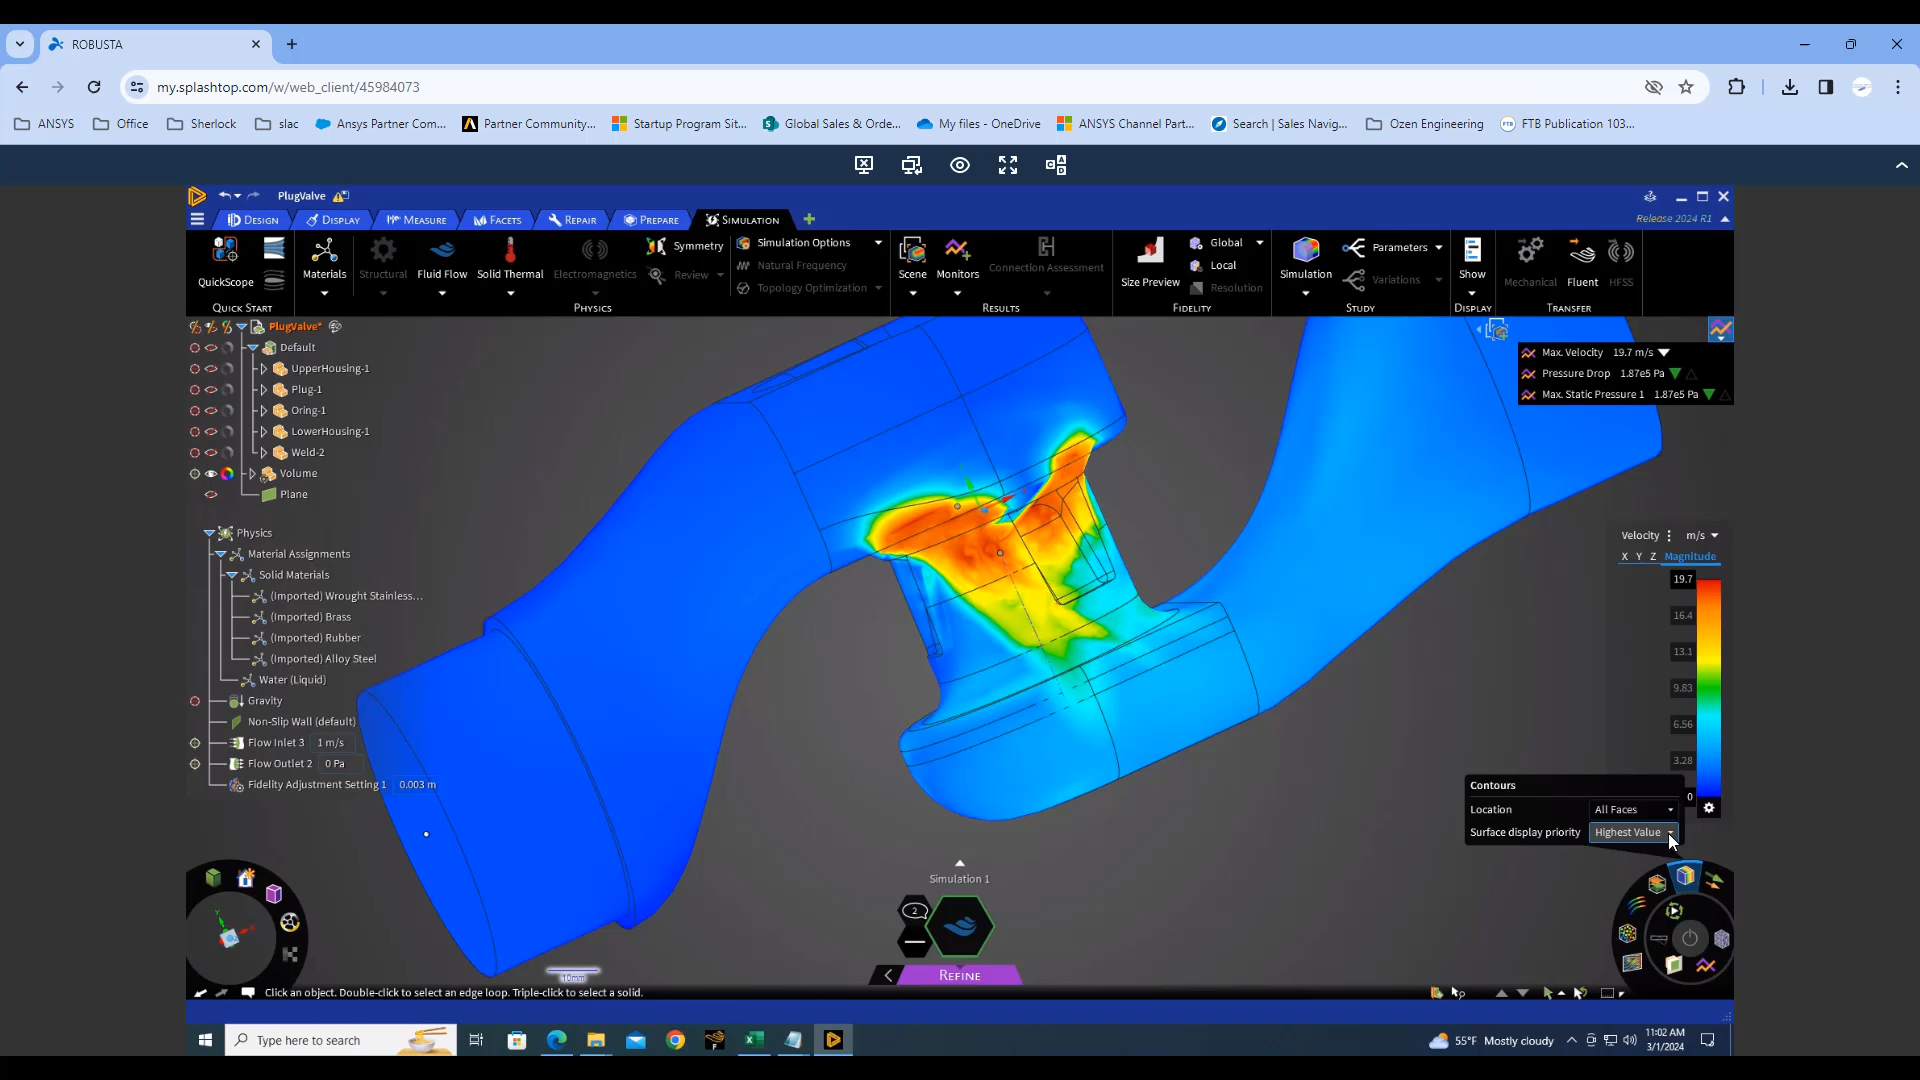 ROBUSTA
my.splashtop.com/w/web_client/45984073
ANSYS Office Sherlock slac Ansys Partner Com... Partner Community... Startup Program Sit... Global Sales & Orde... My files - OneDrive ANSYS Channel Part... Search | Sales Navig... Ozen Engineering FTB Publication 103...
PlugValve
DESIGN DISPLAY MEASURE FACETS REPAIR PREPARE SIMULATION
Release 2024 R1
QuickScope
QUICK START
Materials
Structural
Fluid Flow
Solid Thermal
Electromagnetics
Symmetry
Review
Simulation Options
Natural Frequency
Topology Optimization
PHYSICS
Scene
Monitors
Connection Assessment
RESULTS
Size Preview
Global
Local
Resolution
FIDELITY
Simulation
Parameters
Variations
STUDY
Show
DISPLAY
Mechanical
Fluent
HFSS
TRANSFER
PlugValve*
Default
UpperHousing-1
Plug-1
Oring-1
LowerHousing-1
Weld-2
Volume
Plane
Physics
Material Assignments
Solid Materials
(Imported) Wrought Stainless...
(Imported) Brass
(Imported) Rubber
(Imported) Alloy Steel
Water (Liquid)
Gravity
Non-Slip Wall (default)
Flow Inlet 3 1 m/s
Flow Outlet 2 0 Pa
Fidelity Adjustment Setting 1 0.003 m
Max. Velocity 19.7 m/s
Pressure Drop 1.87e5 Pa
Max. Static Pressure 1 1.87e5 Pa
Velocity m/s
X Y Z Magnitude
19.7
16.4
13.1
9.83
6.56
3.28
0
Contours
Location All Faces
Surface display priority Highest Value
Simulation 1
2
REFINE
10mm
Y
Click an object. Double-click to select an edge loop. Triple-click to select a solid.
Type here to search
55°F Mostly cloudy
11:02 AM
3/1/2024